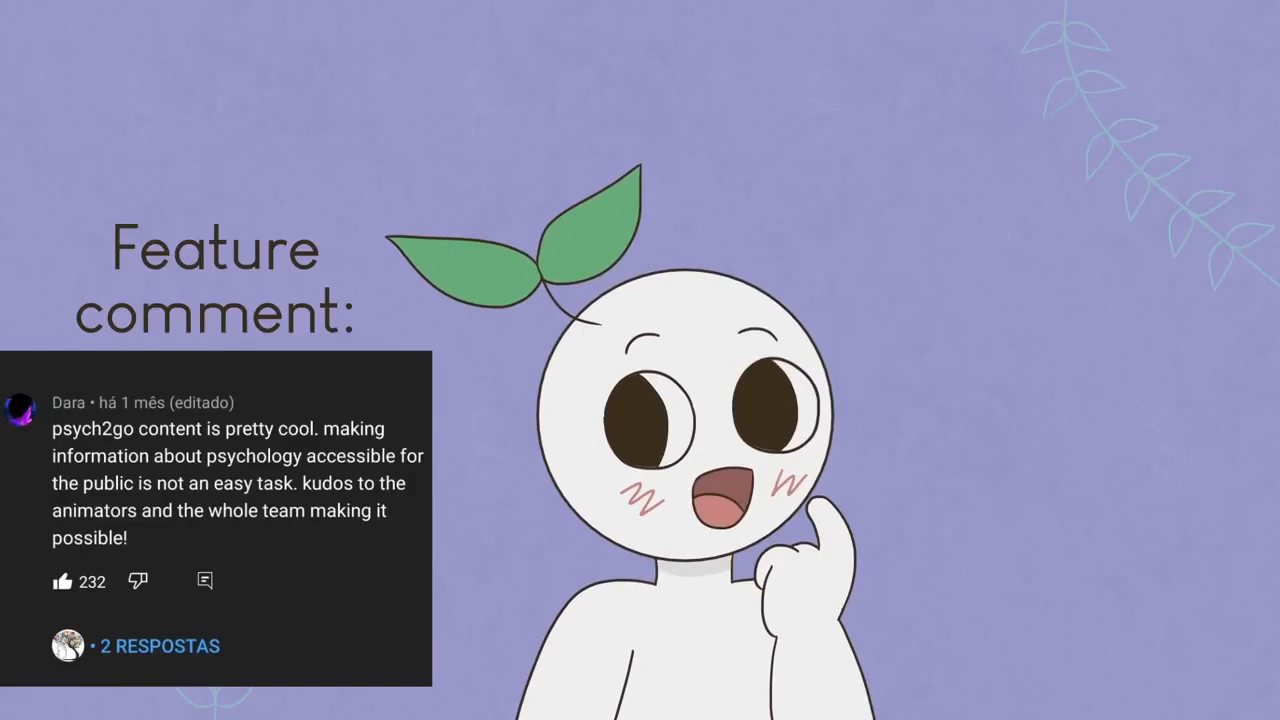 Feature
comment:
Dara • há 1 mês (editado)
psych2go content is pretty cool. making
information about psychology accessible for
the public is not an easy task. kudos to the
animators and the whole team making it
possible!
232
• 2 RESPOSTAS